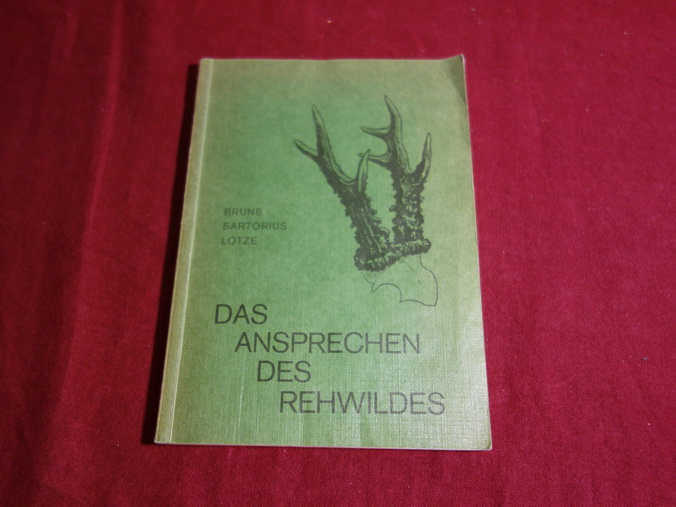 BRUNS
SARTORIUS
LOTZE
DAS
ANSPRECHEN
DES
REHWILDES